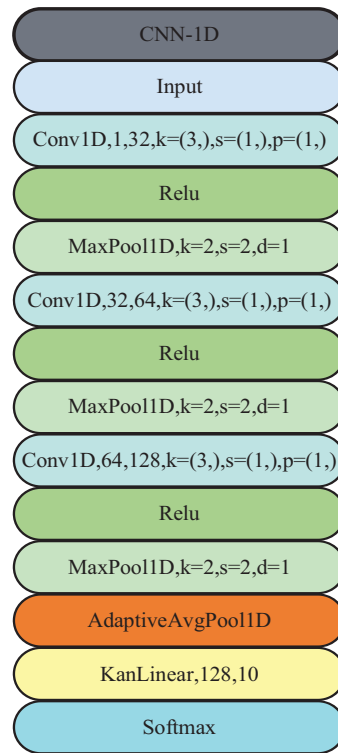 CNN-1D
Input
Conv1D,1,32,k=(3,),s=(1,),p=(1,)
Relu
MaxPool1D,k=2,s=2,d=1
Conv1D,32,64,k=(3,),s=(1,),p=(1,)
Relu
MaxPool1D,k=2,s=2,d=1
Conv1D,64,128,k=(3,),s=(1,),p=(1,)
Relu
MaxPool1D,k=2,s=2,d=1
AdaptiveAvgPool1D
KanLinear,128,10
Softmax